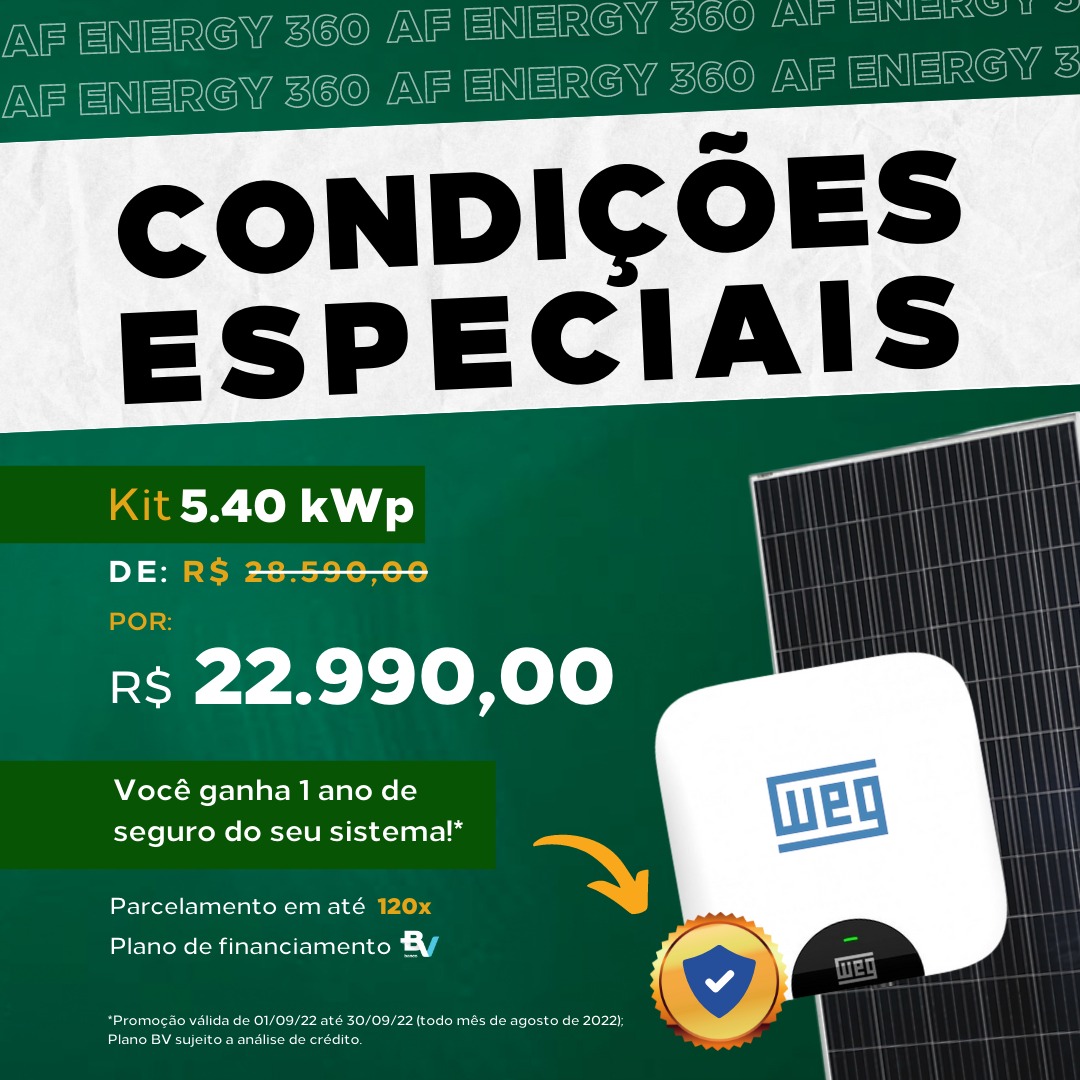 AF ENERGY 360 AF ENERGY 360 AF ENERGY 3
AF ENERGY 360 AF ENERGY 360 AF ENERGY 3
CONDIÇÕES
ESPECIAIS
Kit 5.40 kWp
DE: R$ 28.590,00
POR:
R$ 22.990,00
weg
Você ganha 1 ano de
seguro do seu sistema!*
Parcelamento em até 120x
Plano de financiamento banco BV
weg
*Promoção válida de 01/09/22 até 30/09/22 (todo mês de agosto de 2022);
Plano BV sujeito a análise de crédito.